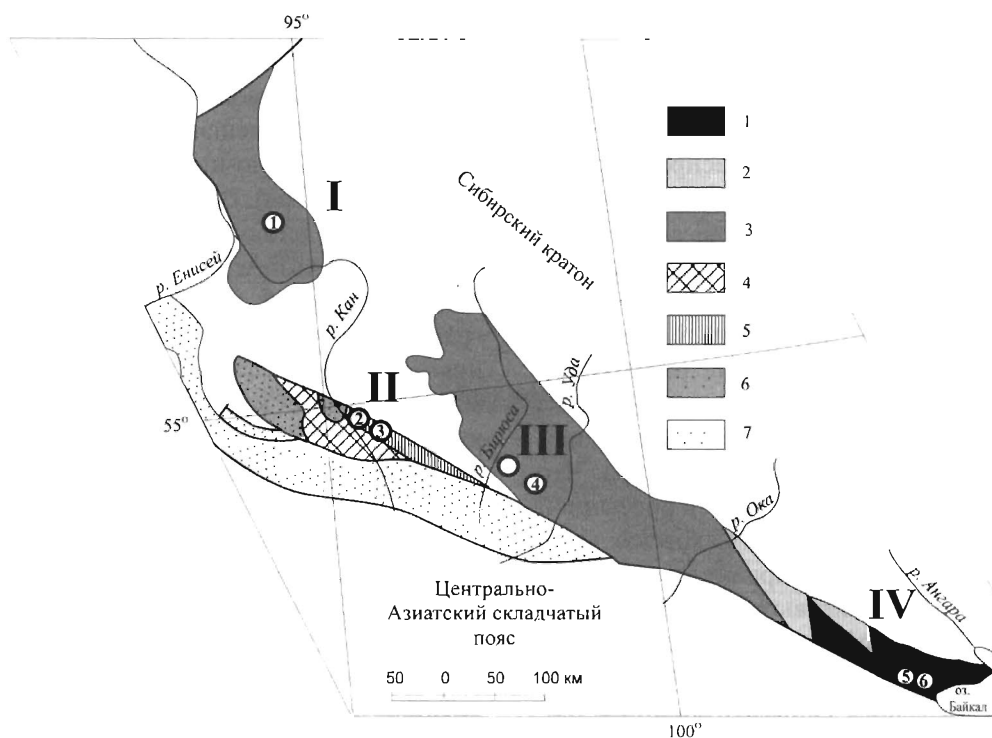 95°
I
1
Сибирский кратон
р. Енисей
р. Кан
II
2
3
55°
р. Бирюса
р. Уда
III
4
р. Ока
Центрально-
Азиатский складчатый
пояс
50 0 50 100 км
IV
р. Ангара
5
6
оз.
Байкал
100°
1
2
3
4
5
6
7